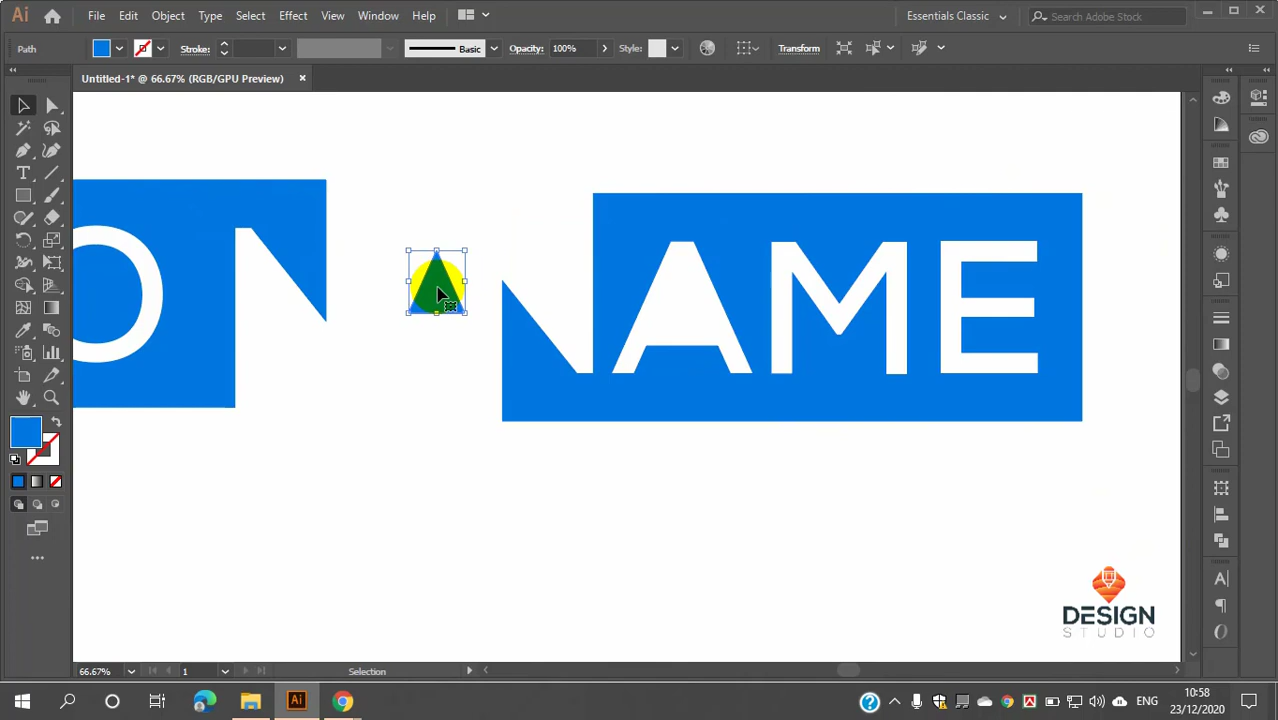 Ai File Edit Object Type Select Effect View Window Help Essentials Classic Search Adobe Stock
Path Stroke: Basic Opacity: 100% Style: Transform
Untitled-1* @ 66.67% (RGB/GPU Preview)
O N AME
DESIGN
STUDIO
66.67% 1 Selection
Ai ENG 10:58
23/12/2020